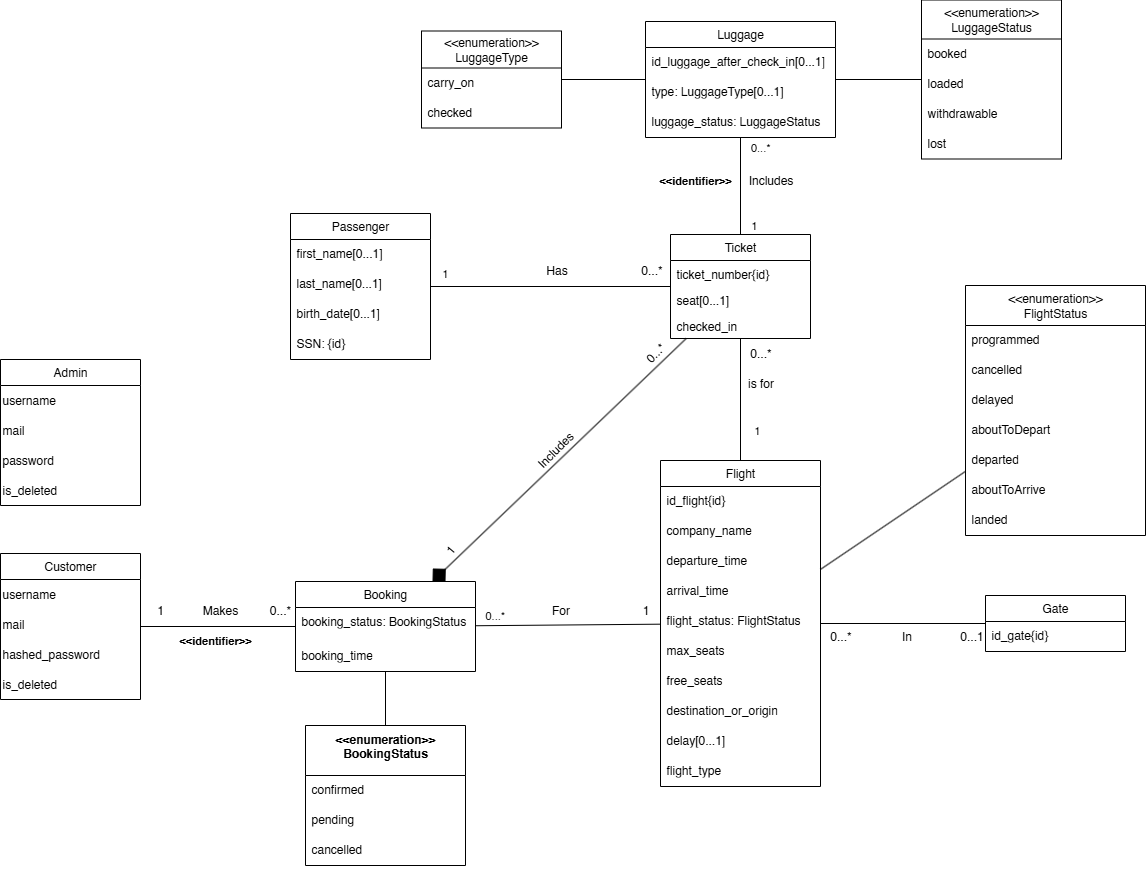 <<enumeration>>
LuggageType
carry_on
checked
Luggage
id_luggage_after_check_in[0...1]
type: LuggageType[0...1]
luggage_status: LuggageStatus
<<enumeration>>
LuggageStatus
booked
loaded
withdrawable
lost
0...*
<<identifier>>
Includes
1
Passenger
first_name[0...1]
last_name[0...1]
birth_date[0...1]
SSN: {id}
1
Has
0...*
Ticket
ticket_number{id}
seat[0...1]
checked_in
<<enumeration>>
FlightStatus
programmed
cancelled
delayed
aboutToDepart
departed
aboutToArrive
landed
0...*
is for
1
0...*
Includes
1
Admin
username
mail
password
is_deleted
Flight
id_flight{id}
company_name
departure_time
arrival_time
flight_status: FlightStatus
max_seats
free_seats
destination_or_origin
delay[0...1]
flight_type
Customer
username
mail
hashed_password
is_deleted
1
Makes
0...*
<<identifier>>
Booking
booking_status: BookingStatus
booking_time
0...*
For
1
0...*
In
0...1
Gate
id_gate{id}
<<enumeration>>
BookingStatus
confirmed
pending
cancelled